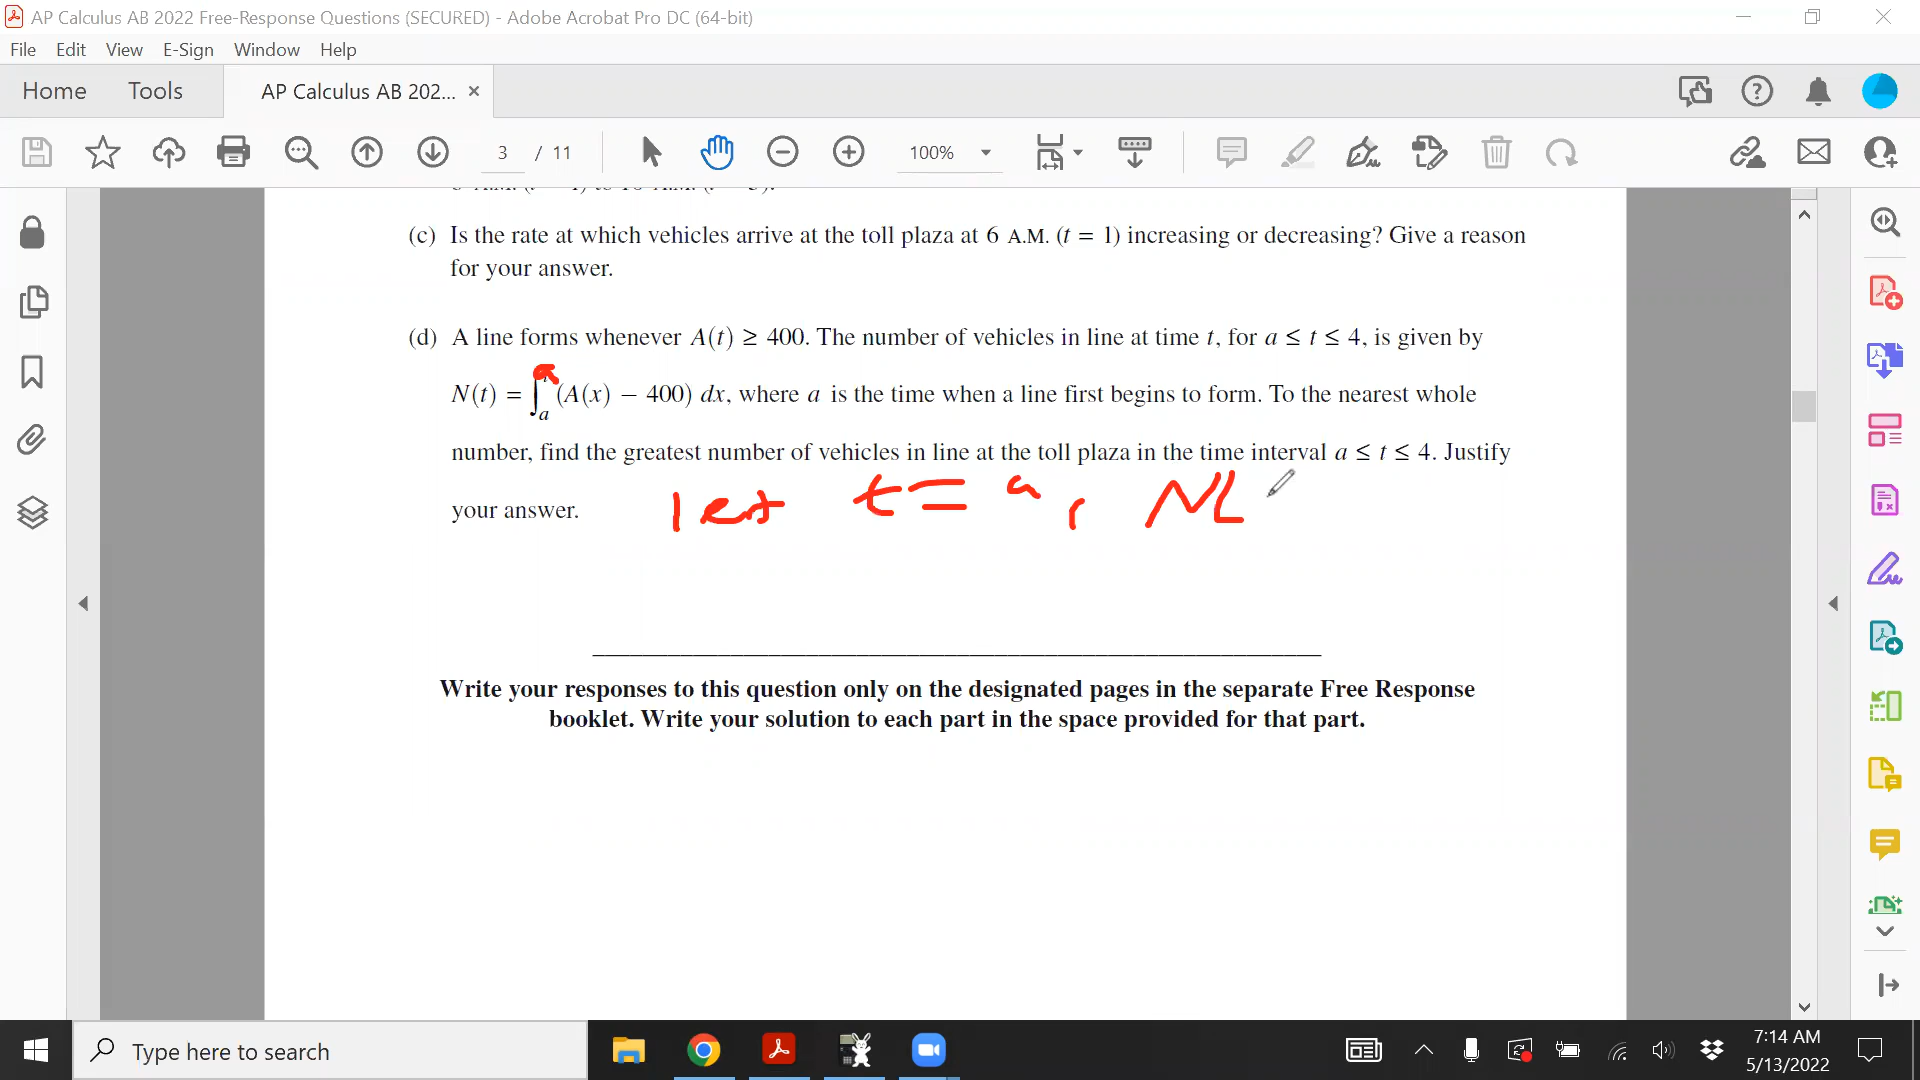 AP Calculus AB 2022 Free-Response Questions (SECURED) - Adobe Acrobat Pro DC (64-bit)
File Edit View E-Sign Window Help
Home Tools AP Calculus AB 202... ×
3 / 11 100%
(c) Is the rate at which vehicles arrive at the toll plaza at 6 A.M. (t = 1) increasing or decreasing? Give a reason
for your answer.
(d) A line forms whenever A(t) ≥ 400. The number of vehicles in line at time t, for a ≤ t ≤ 4, is given by
N(t) = ∫ₐᵃ (A(x) − 400) dx, where a is the time when a line first begins to form. To the nearest whole
number, find the greatest number of vehicles in line at the toll plaza in the time interval a ≤ t ≤ 4. Justify
your answer. let t = a, N(
Write your responses to this question only on the designated pages in the separate Free Response
booklet. Write your solution to each part in the space provided for that part.
Type here to search
7:14 AM
5/13/2022